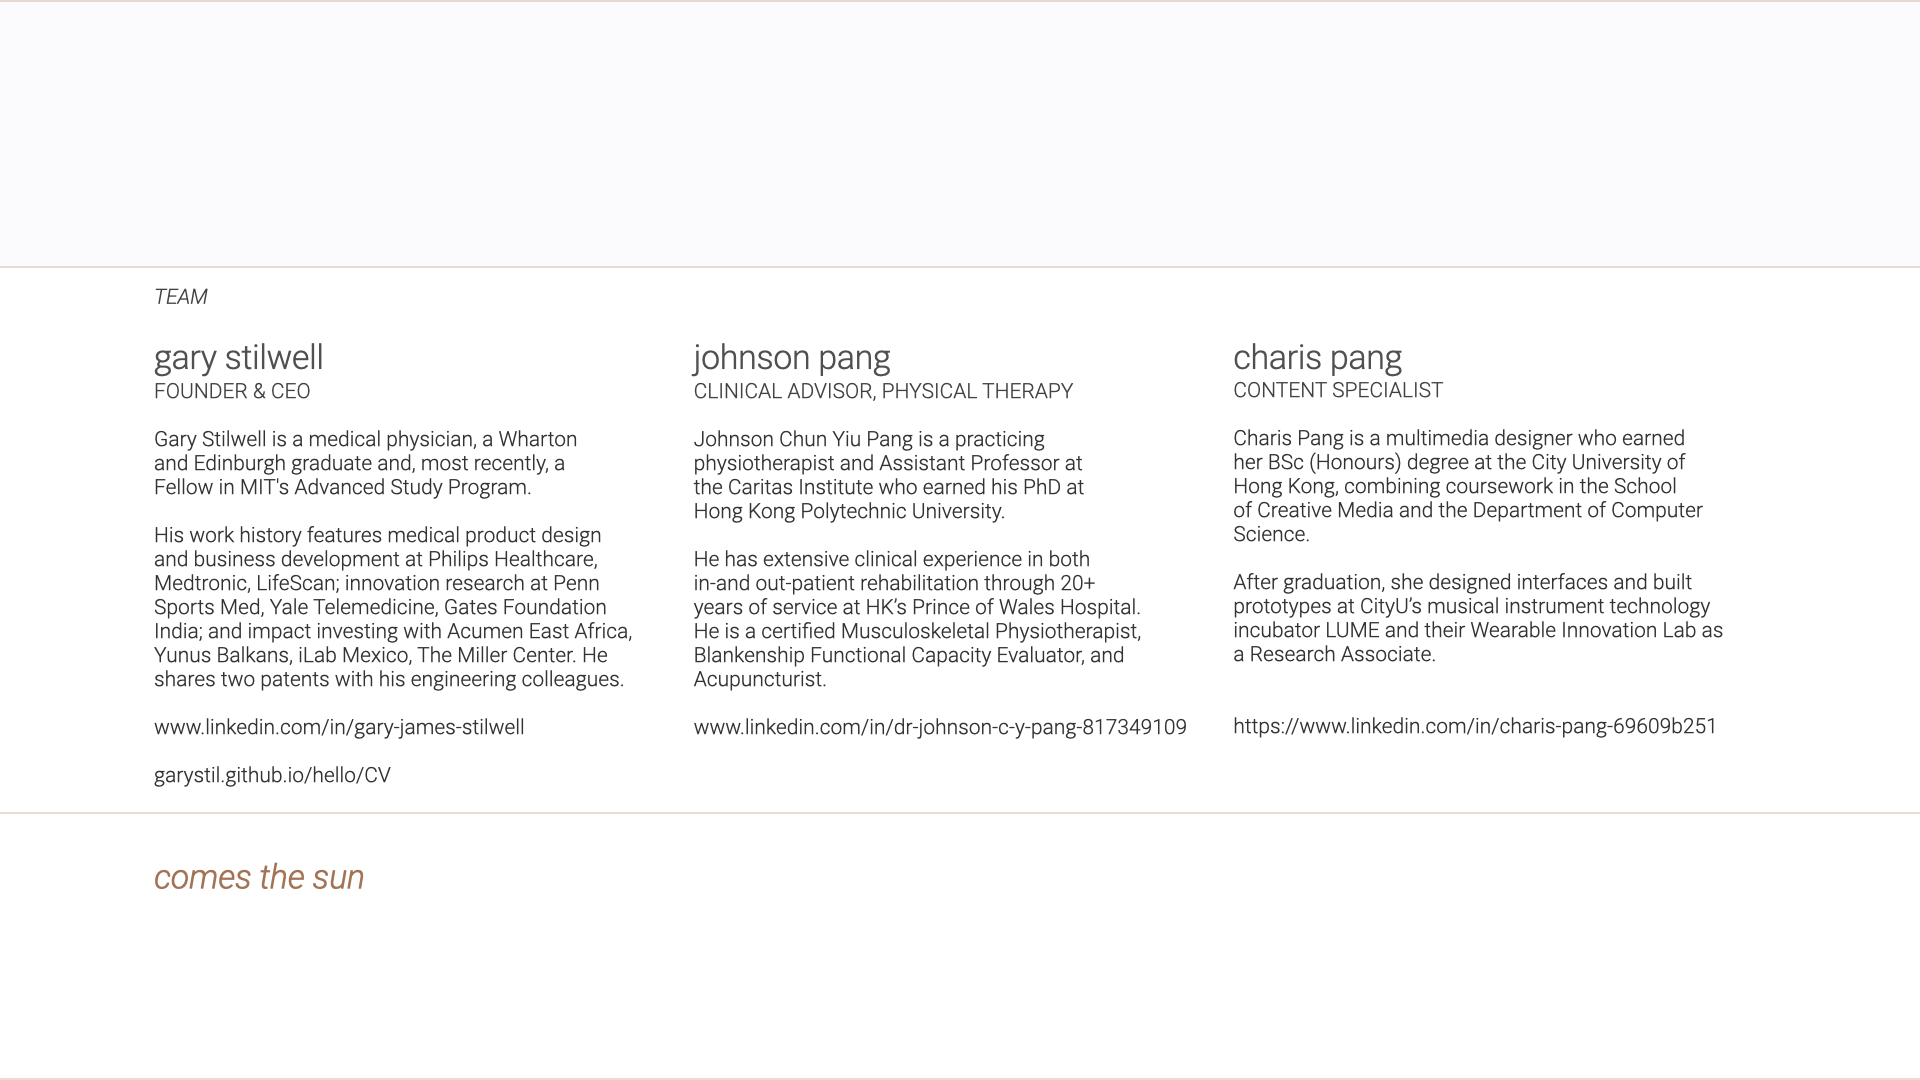 TEAM
gary stilwell
FOUNDER & CEO
Gary Stilwell is a medical physician, a Wharton
and Edinburgh graduate and, most recently, a
Fellow in MIT's Advanced Study Program.
His work history features medical product design
and business development at Philips Healthcare,
Medtronic, LifeScan; innovation research at Penn
Sports Med, Yale Telemedicine, Gates Foundation
India; and impact investing with Acumen East Africa,
Yunus Balkans, iLab Mexico, The Miller Center. He
shares two patents with his engineering colleagues.
www.linkedin.com/in/gary-james-stilwell
garystil.github.io/hello/CV
johnson pang
CLINICAL ADVISOR, PHYSICAL THERAPY
Johnson Chun Yiu Pang is a practicing
physiotherapist and Assistant Professor at
the Caritas Institute who earned his PhD at
Hong Kong Polytechnic University.
He has extensive clinical experience in both
in-and out-patient rehabilitation through 20+
years of service at HK’s Prince of Wales Hospital.
He is a certified Musculoskeletal Physiotherapist,
Blankenship Functional Capacity Evaluator, and
Acupuncturist.
www.linkedin.com/in/dr-johnson-c-y-pang-817349109
charis pang
CONTENT SPECIALIST
Charis Pang is a multimedia designer who earned
her BSc (Honours) degree at the City University of
Hong Kong, combining coursework in the School
of Creative Media and the Department of Computer
Science.
After graduation, she designed interfaces and built
prototypes at CityU’s musical instrument technology
incubator LUME and their Wearable Innovation Lab as
a Research Associate.
https://www.linkedin.com/in/charis-pang-69609b251
comes the sun